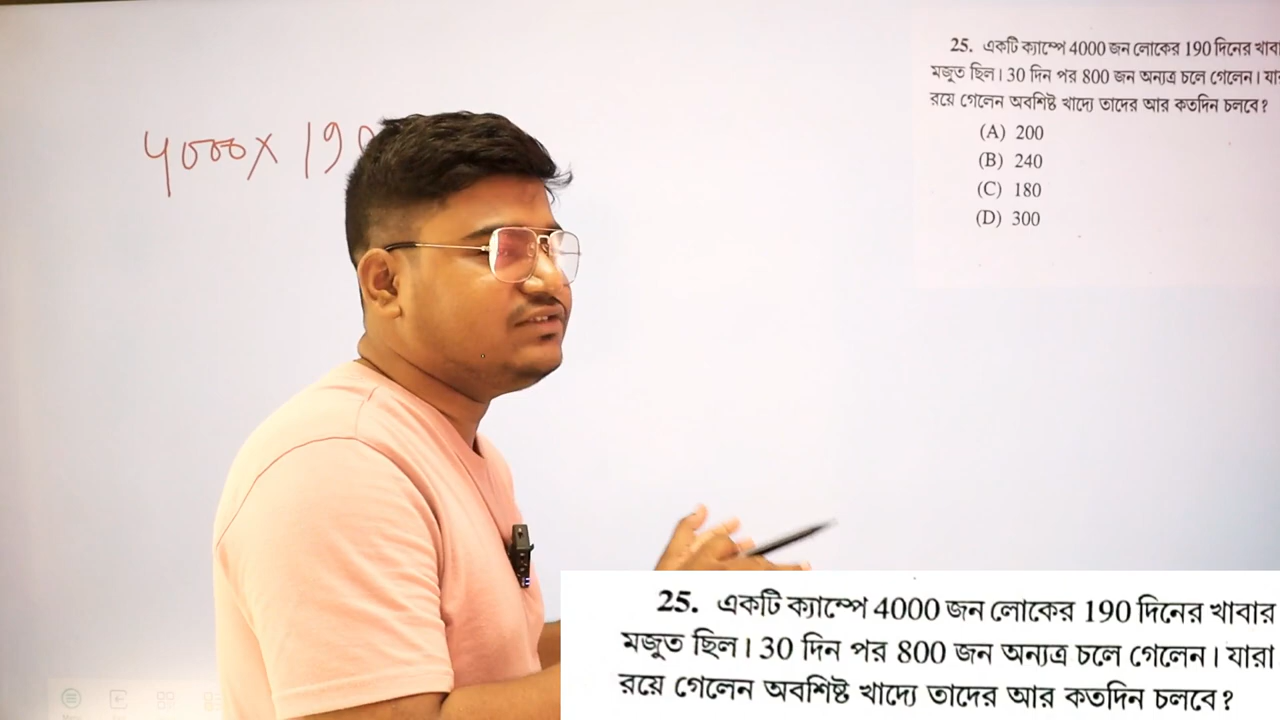 4000 x 190
25. একটি ক্যাম্পে 4000 জন লোকের 190 দিনের খাবা
মজুত ছিল। 30 দিন পর 800 জন অন্যত্র চলে গেলেন। যা
রয়ে গেলেন অবশিষ্ট খাদ্যে তাদের আর কতদিন চলবে?
(A) 200
(B) 240
(C) 180
(D) 300
25. একটি ক্যাম্পে 4000 জন লোকের 190 দিনের খাবার
মজুত ছিল। 30 দিন পর 800 জন অন্যত্র চলে গেলেন। যারা
রয়ে গেলেন অবশিষ্ট খাদ্যে তাদের আর কতদিন চলবে?